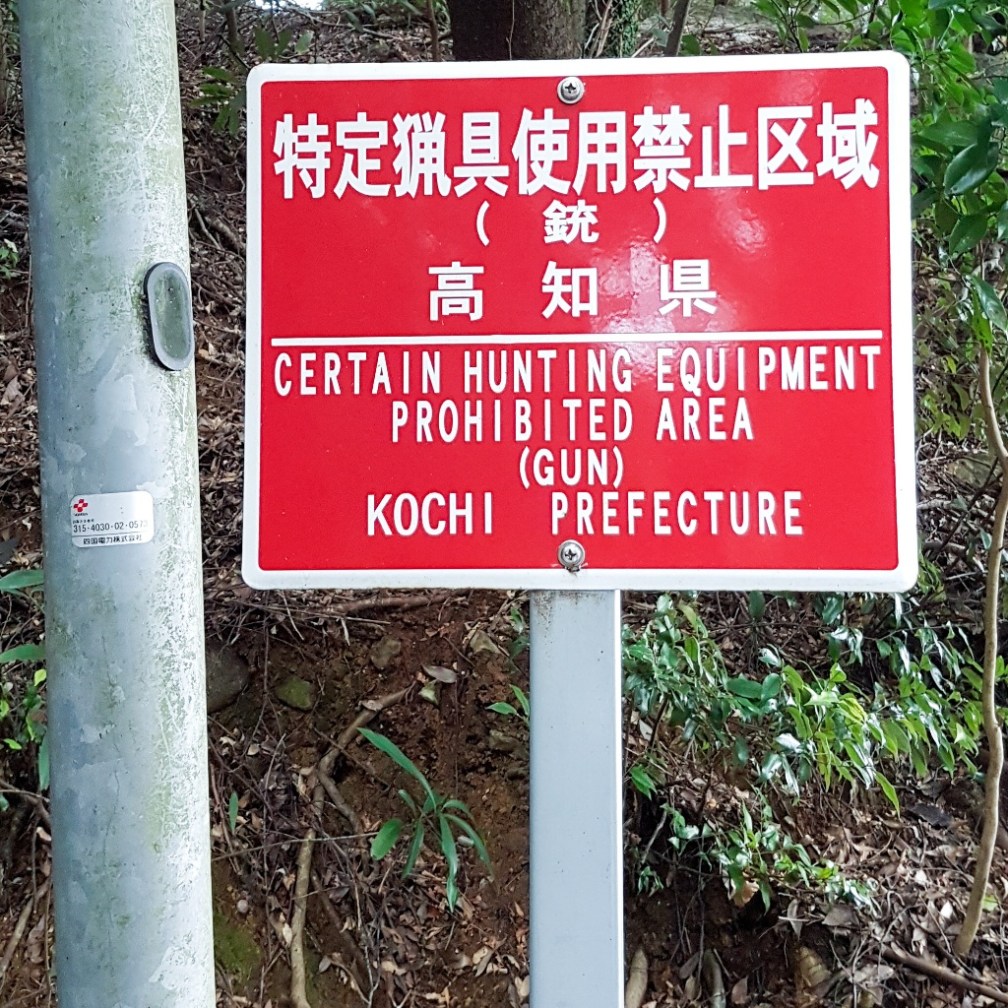 特定猟具使用禁止区域
(銃)
高知県
CERTAIN HUNTING EQUIPMENT
PROHIBITED AREA
(GUN)
KOCHI PREFECTURE
315-4030-02-0573
四国電力株式会社